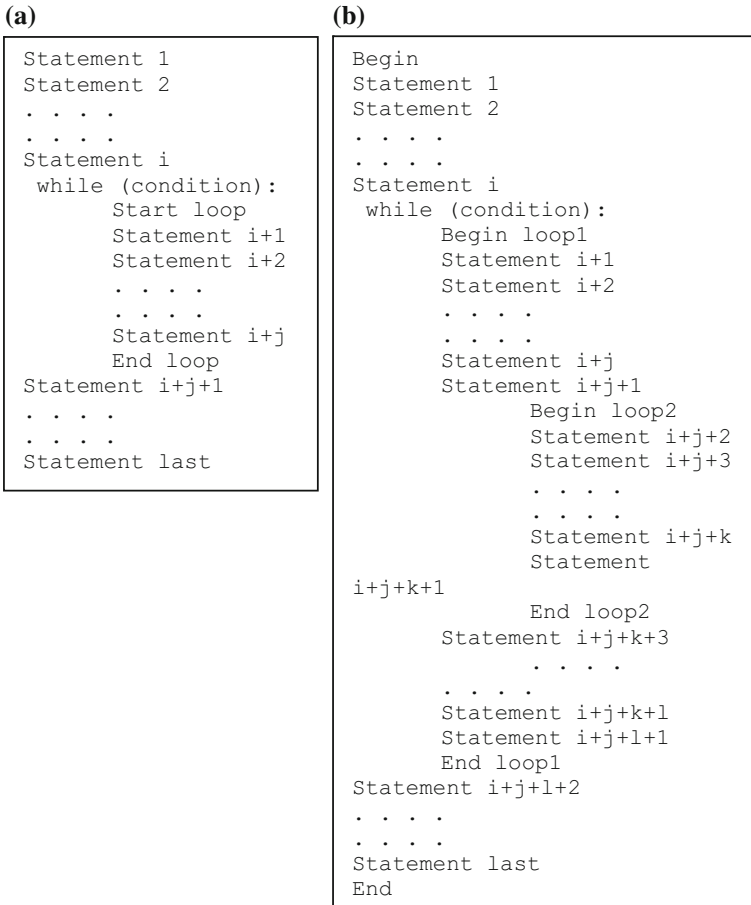 (a)
Statement 1
Statement 2
. . . .
. . . .
Statement i
while (condition):
Start loop
Statement i+1
Statement i+2
. . . .
. . . .
Statement i+j
End loop
Statement i+j+1
. . . .
. . . .
Statement last
(b)
Begin
Statement 1
Statement 2
. . . .
. . . .
Statement i
while (condition):
Begin loop1
Statement i+1
Statement i+2
. . . .
. . . .
Statement i+j
Statement i+j+1
Begin loop2
Statement i+j+2
Statement i+j+3
. . . .
. . . .
Statement i+j+k
Statement
i+j+k+1
End loop2
Statement i+j+k+3
. . . .
. . . .
Statement i+j+k+l
Statement i+j+l+1
End loop1
Statement i+j+l+2
. . . .
. . . .
Statement last
End